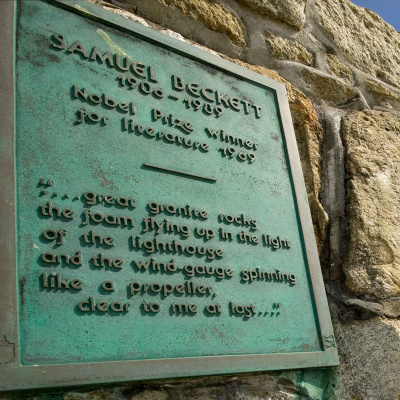 SAMUEL BECKETT
1906 - 1989
Nobel Prize Winner
for literature 1969
"...great granite rocks
the foam flying up in the light
of the lighthouse
and the wind-gauge spinning
like a propeller,
clear to me at last..."